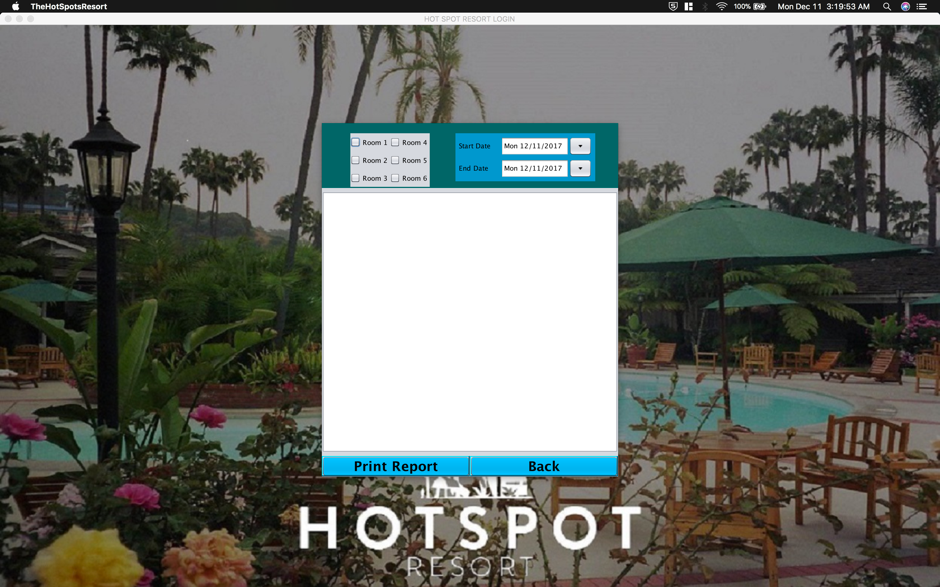 TheHotSpotsResort 100% Mon Dec 11 3:19:53 AM
HOT SPOT RESORT LOGIN
Room 1 Room 4
Room 2 Room 5
Room 3 Room 6
Start Date Mon 12/11/2017
End Date Mon 12/11/2017
Print Report Back
HOTSPOT
RESORT